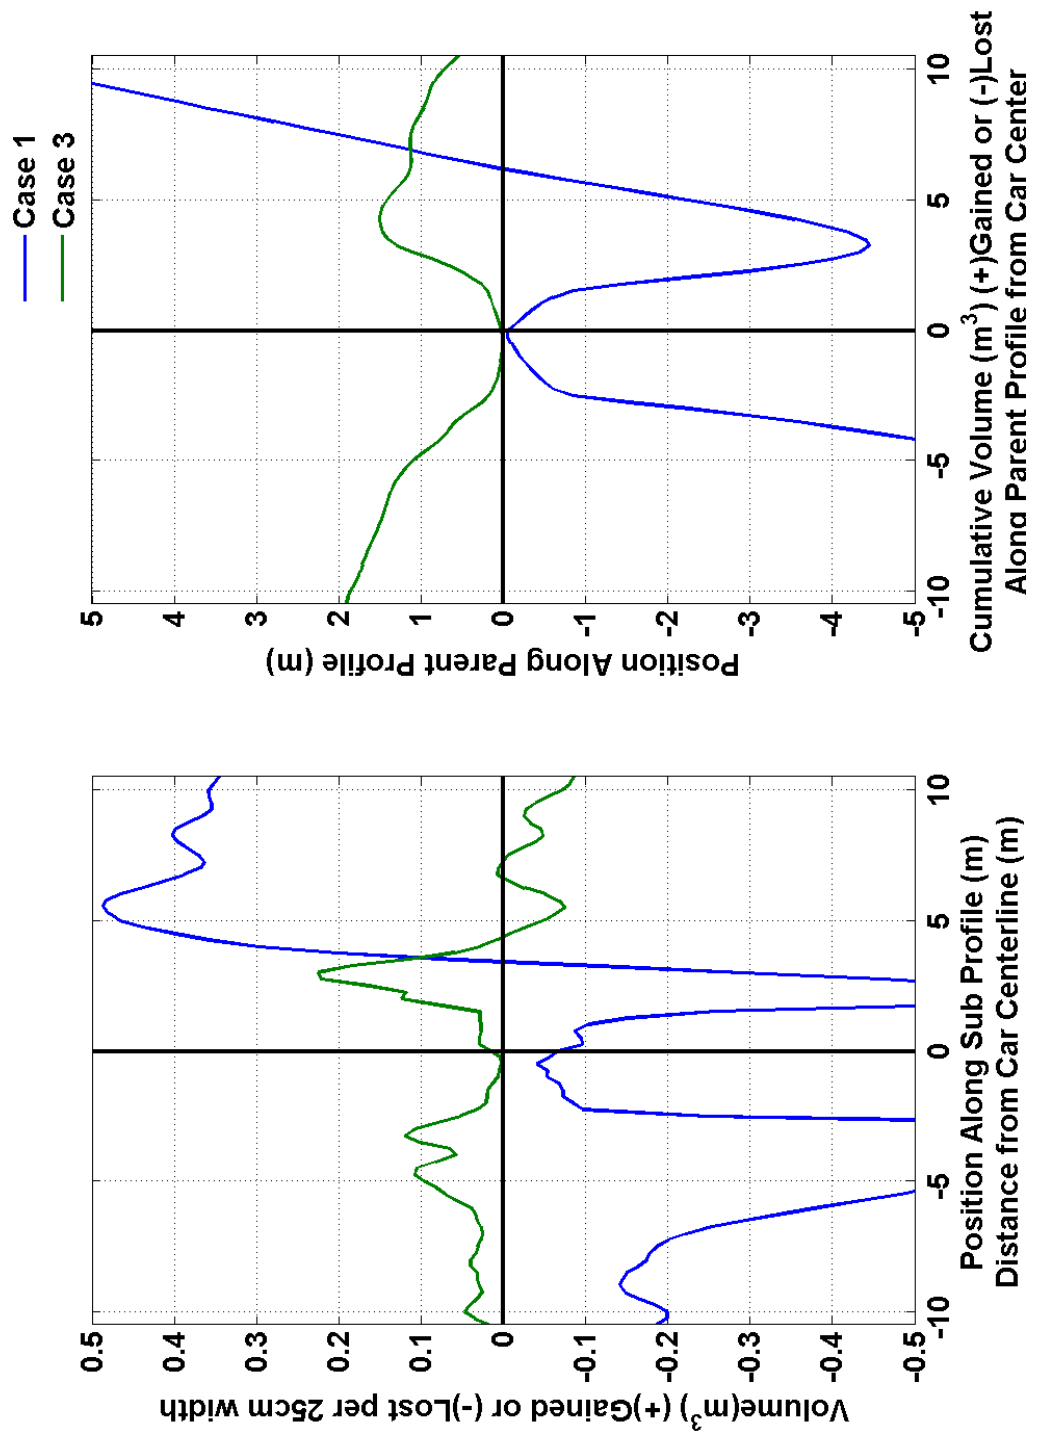 Case 1
Case 3
Volume(m³) (+)Gained or (-)Lost per 25cm width
0.5
0.4
0.3
0.2
0.1
0
-0.1
-0.2
-0.3
-0.4
-0.5
-10 -5 0 5 10
Position Along Sub Profile (m)
Distance from Car Centerline (m)
Position Along Parent Profile (m)
5
4
3
2
1
0
-1
-2
-3
-4
-5
-10 -5 0 5 10
Cumulative Volume (m³) (+)Gained or (-)Lost
Along Parent Profile from Car Center